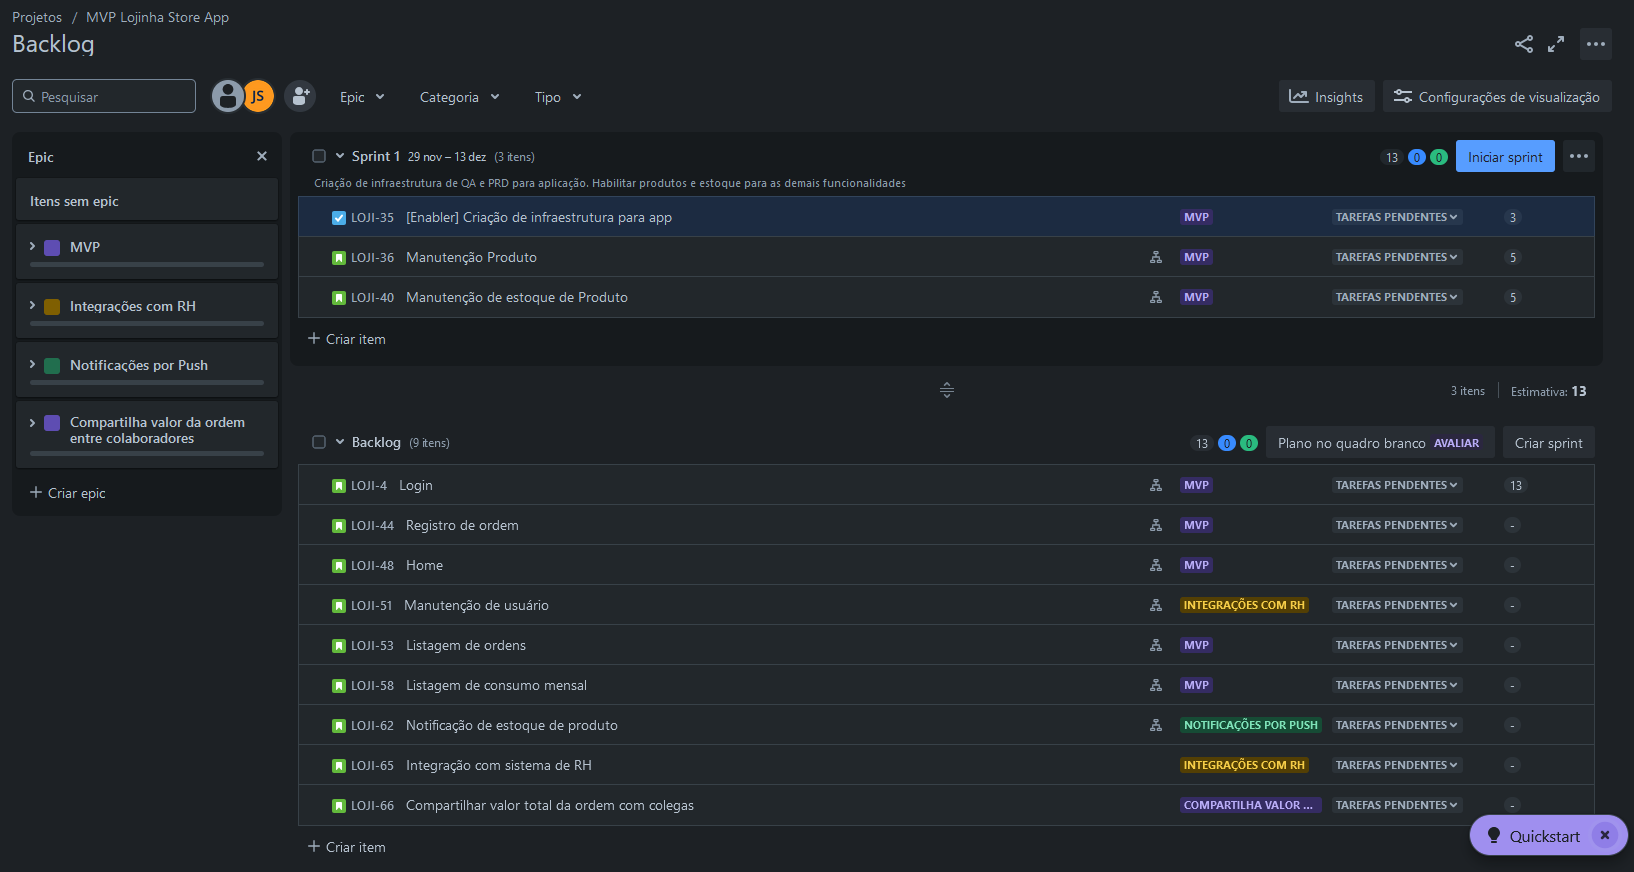 Projetos / MVP Lojinha Store App
Backlog
Pesquisar JS Epic Categoria Tipo Insights Configurações de visualização
Epic
Itens sem epic
MVP
Integrações com RH
Notificações por Push
Compartilha valor da ordem
entre colaboradores
+ Criar epic
Sprint 1 29 nov – 13 dez (3 itens) 13 0 0 Iniciar sprint
Criação de infraestrutura de QA e PRD para aplicação. Habilitar produtos e estoque para as demais funcionalidades
LOJI-35 [Enabler] Criação de infraestrutura para app MVP TAREFAS PENDENTES 3
LOJI-36 Manutenção Produto MVP TAREFAS PENDENTES 5
LOJI-40 Manutenção de estoque de Produto MVP TAREFAS PENDENTES 5
+ Criar item
3 itens Estimativa: 13
Backlog (9 itens) 13 0 0 Plano no quadro branco AVALIAR Criar sprint
LOJI-4 Login MVP TAREFAS PENDENTES 13
LOJI-44 Registro de ordem MVP TAREFAS PENDENTES -
LOJI-48 Home MVP TAREFAS PENDENTES -
LOJI-51 Manutenção de usuário INTEGRAÇÕES COM RH TAREFAS PENDENTES -
LOJI-53 Listagem de ordens MVP TAREFAS PENDENTES -
LOJI-58 Listagem de consumo mensal MVP TAREFAS PENDENTES -
LOJI-62 Notificação de estoque de produto NOTIFICAÇÕES POR PUSH TAREFAS PENDENTES -
LOJI-65 Integração com sistema de RH INTEGRAÇÕES COM RH TAREFAS PENDENTES -
LOJI-66 Compartilhar valor total da ordem com colegas COMPARTILHA VALOR ... TAREFAS PENDENTES -
+ Criar item
Quickstart